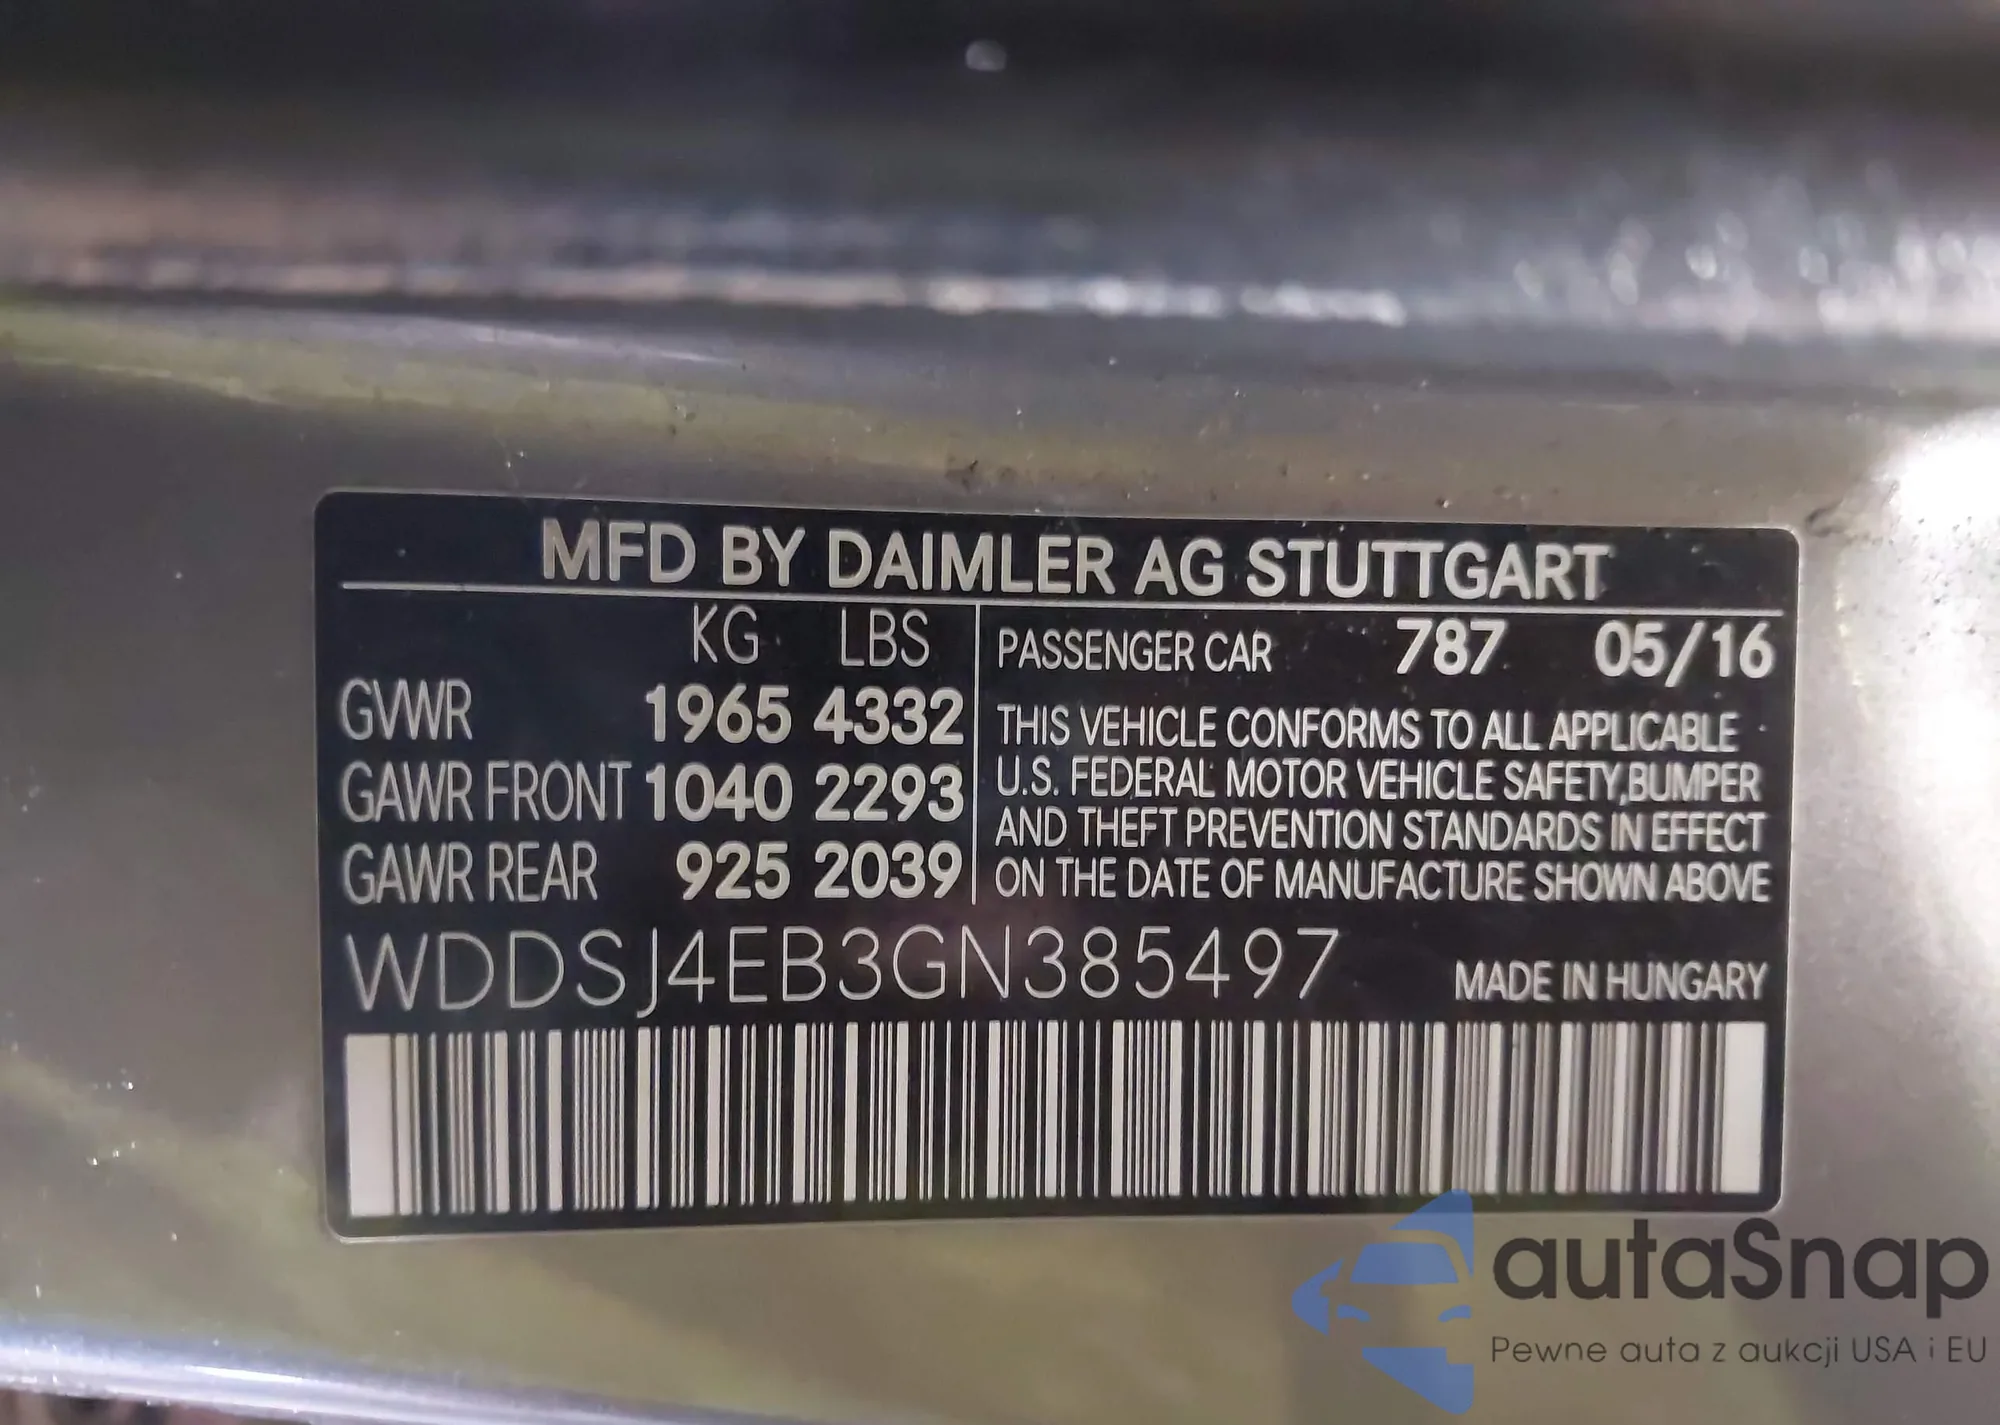 MFD BY DAIMLER AG STUTTGART
KG LBS
GVWR 1965 4332
GAWR FRONT 1040 2293
GAWR REAR 925 2039
PASSENGER CAR 787 05/16
THIS VEHICLE CONFORMS TO ALL APPLICABLE
U.S. FEDERAL MOTOR VEHICLE SAFETY,BUMPER
AND THEFT PREVENTION STANDARDS IN EFFECT
ON THE DATE OF MANUFACTURE SHOWN ABOVE
WDDSJ4EB3GN385497
MADE IN HUNGARY
autaSnap
Pewne auta z aukcji USA i EU